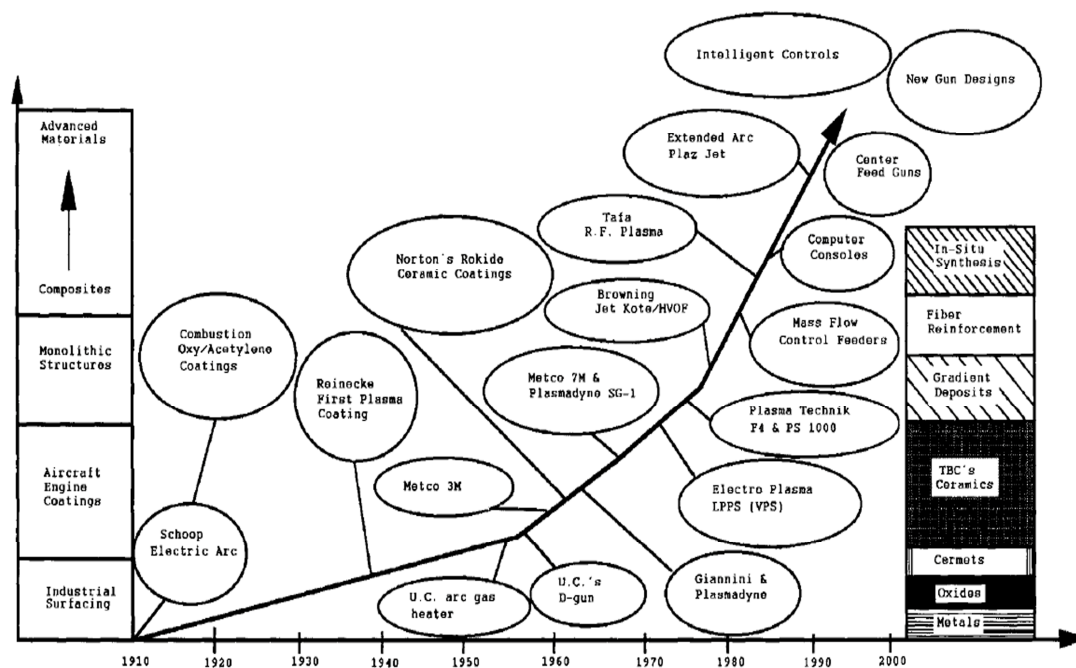 Intelligent Controls
New Gun Designs
Advanced
Materials
Extended Arc
Plaz Jet
Center
Feed Guns
Tafa
R.F. Plasma
Computer
Consoles
In-Situ
Synthesis
Norton's Rokide
Ceramic Coatings
Composites
Browning
Jet Kote/HVOF
Mass Flow
Control Feeders
Fiber
Reinforcement
Combustion
Oxy/Acetylene
Coatings
Monolithic
Structures
Reinecke
First Plasma
Coating
Metco 7M &
Plasmadyne SG-1
Gradient
Deposits
Plasma Technik
F4 & PS 1000
Aircraft
Engine
Coatings
Metco 3M
Electro Plasma
LPPS (VPS)
TBC's
Ceramics
Schoop
Electric Arc
Cermets
Industrial
Surfacing
U.C. arc gas
heater
U.C.'s
D-gun
Giannini &
Plasmadyne
Oxides
Metals
1910 1920 1930 1940 1950 1960 1970 1980 1990 2000